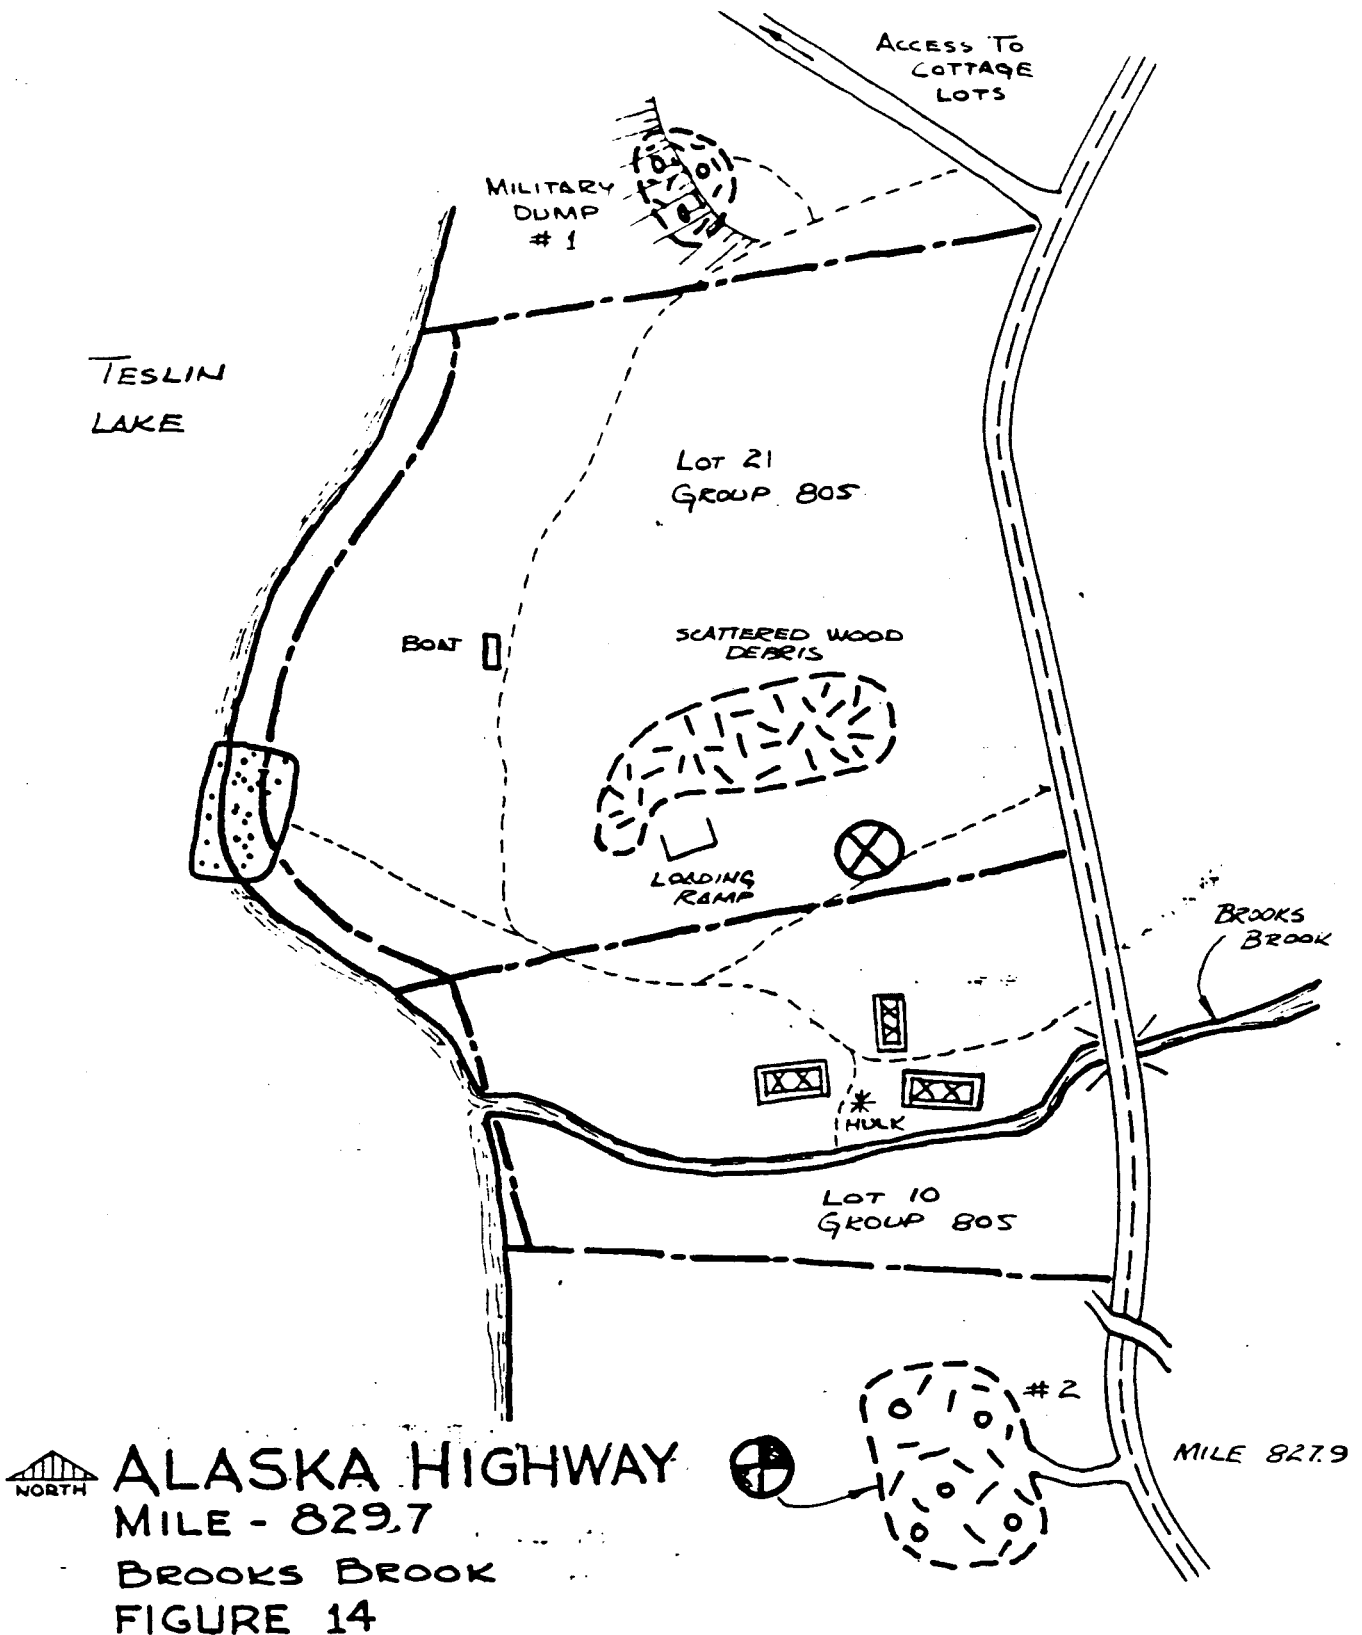 ACCESS TO
COTTAGE
LOTS
MILITARY
DUMP
# 1
TESLIN
LAKE
LOT 21
GROUP 805
BOAT
SCATTERED WOOD
DEBRIS
LOADING
RAMP
BROOKS
BROOK
HULK
LOT 10
GROUP 805
# 2
MILE 827.9
NORTH
ALASKA HIGHWAY
MILE - 829.7
BROOKS BROOK
FIGURE 14